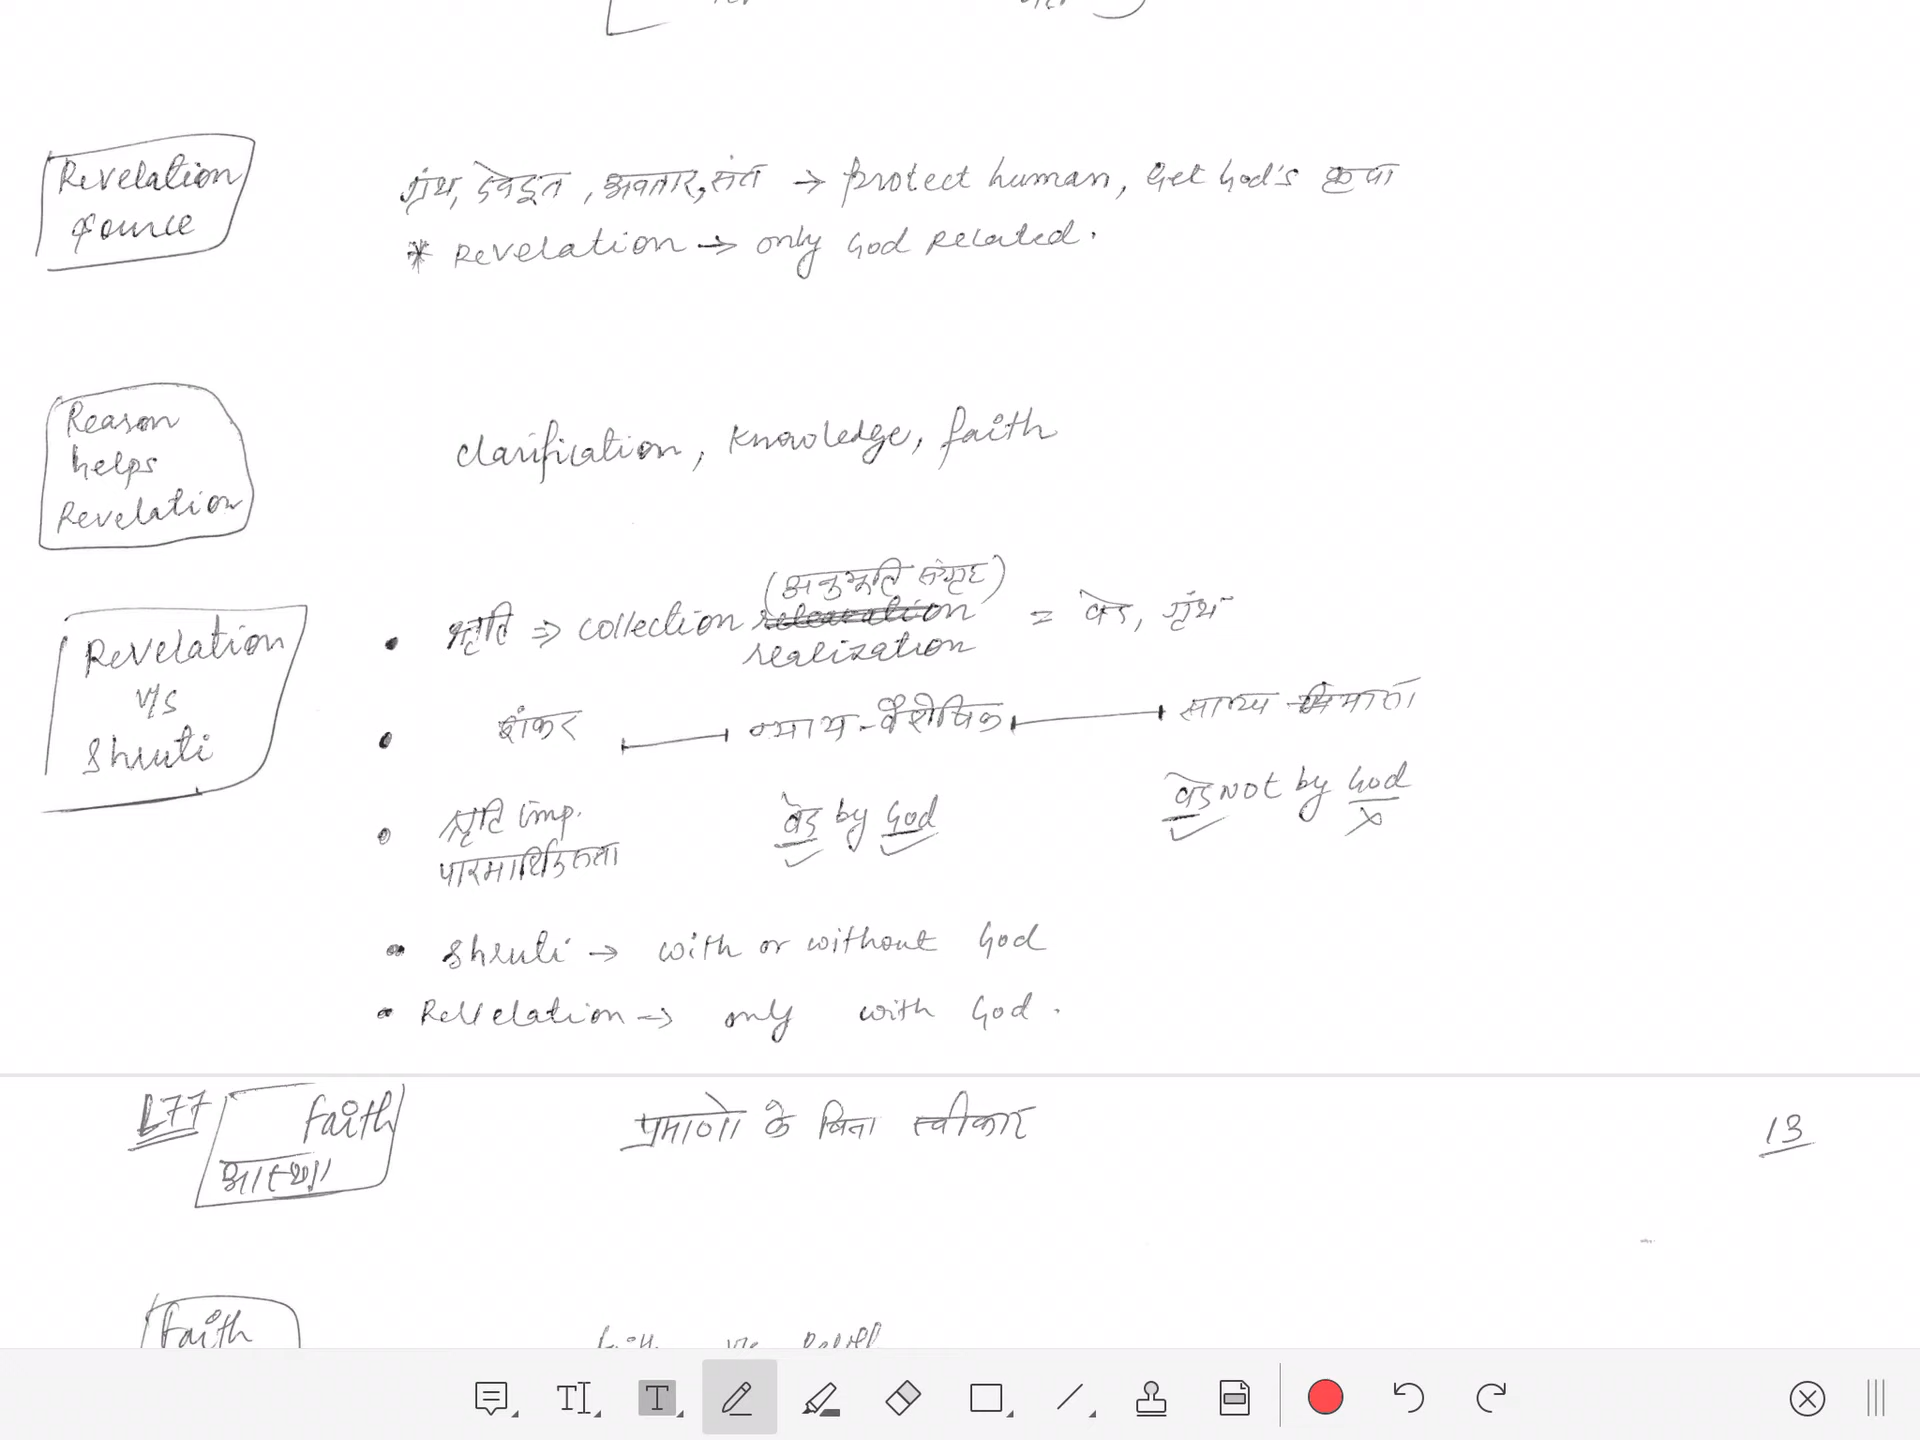 Revelation
source
ग्रंथ, देवदूत, अवतार, संत → protect human, Get God's कृपा
* Revelation → only God Related.
Reason
helps
Revelation
clarification, knowledge, faith
Revelation
v/s
Shruti
(अनुभूति संग्रह)
• श्रुति ⇒ collection realization = वेद, ग्रंथ
• शंकर न्याय-वैशेषिक सांख्य मिमांसा
• श्रुति imp. वेद by God वेद not by God ×
पारमार्थिकता
• Shruti → with or without God
• Revelation → only with God.
L77 Faith प्रमाणो के बिना स्वीकार 13
आस्था
Faith
T T